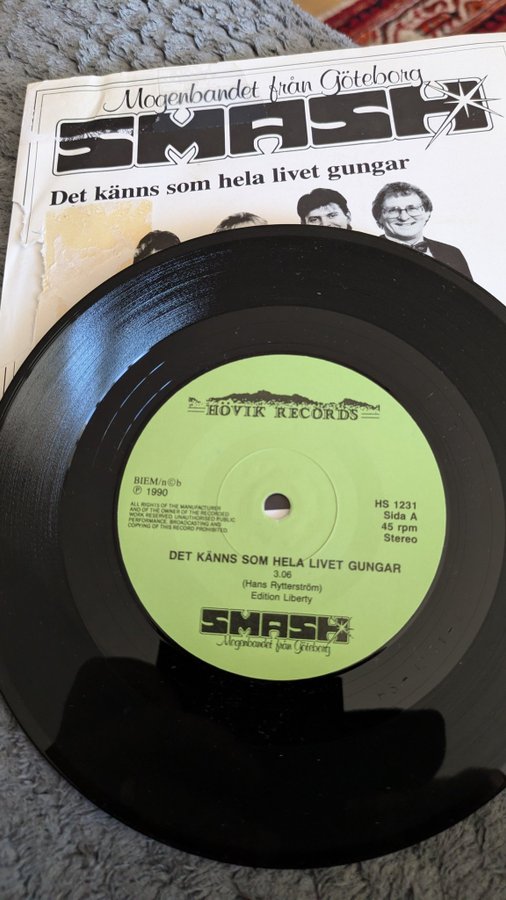 Mogenbandet från Göteborg
SMASH
Det känns som hela livet gungar
HÖVIK RECORDS
BIEM/n©b
℗ 1990
ALL RIGHTS OF THE MANUFACTURER
AND OF THE OWNER OF THE RECORDED
WORK RESERVED. UNAUTHORISED PUBLIC
PERFORMANCE, BROADCASTING AND
COPYING OF THIS RECORD PROHIBITED.
HS 1231
Sida A
45 rpm
Stereo
DET KÄNNS SOM HELA LIVET GUNGAR
3.06
(Hans Rytterström)
Edition Liberty
SMASH
Mogenbandet från Göteborg